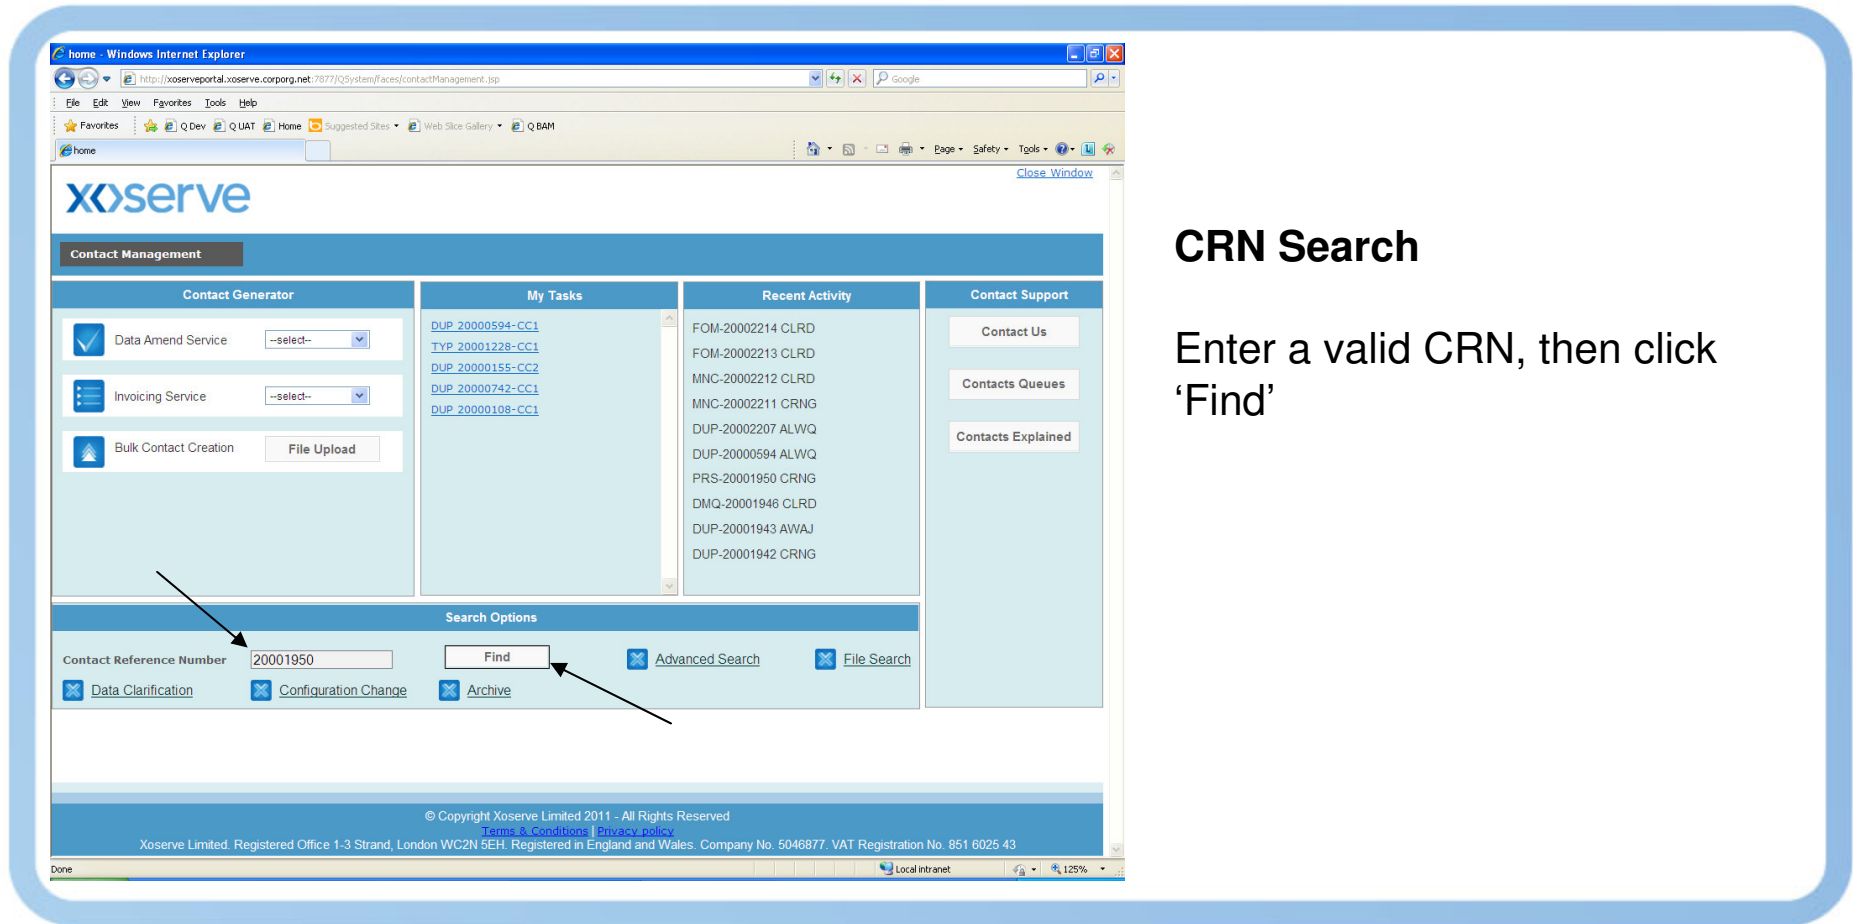 home - Windows Internet Explorer
http://xoserveportal.xoserve.corporg.net:7877/QSystem/faces/contactManagement.jsp
Google
File Edit View Favorites Tools Help
Favorites Q Dev Q UAT Home Suggested Sites Web Slice Gallery Q BAM
home
Page Safety Tools
Close Window
xoserve
Contact Management
Contact Generator
Data Amend Service --select--
Invoicing Service --select--
Bulk Contact Creation File Upload
My Tasks
DUP 20000594-CC1
TYP 20001228-CC1
DUP 20000155-CC2
DUP 20000742-CC1
DUP 20000108-CC1
Recent Activity
FOM-20002214 CLRD
FOM-20002213 CLRD
MNC-20002212 CLRD
MNC-20002211 CRNG
DUP-20002207 ALWQ
DUP-20000594 ALWQ
PRS-20001950 CRNG
DMQ-20001946 CLRD
DUP-20001943 AWAJ
DUP-20001942 CRNG
Contact Support
Contact Us
Contacts Queues
Contacts Explained
Search Options
Contact Reference Number 20001950 Find Advanced Search File Search
Data Clarification Configuration Change Archive
© Copyright Xoserve Limited 2011 - All Rights Reserved
Terms & Conditions | Privacy policy
Xoserve Limited. Registered Office 1-3 Strand, London WC2N 5EH. Registered in England and Wales. Company No. 5046877. VAT Registration No. 851 6025 43
Done Local intranet 125%
CRN Search
Enter a valid CRN, then click
‘Find’